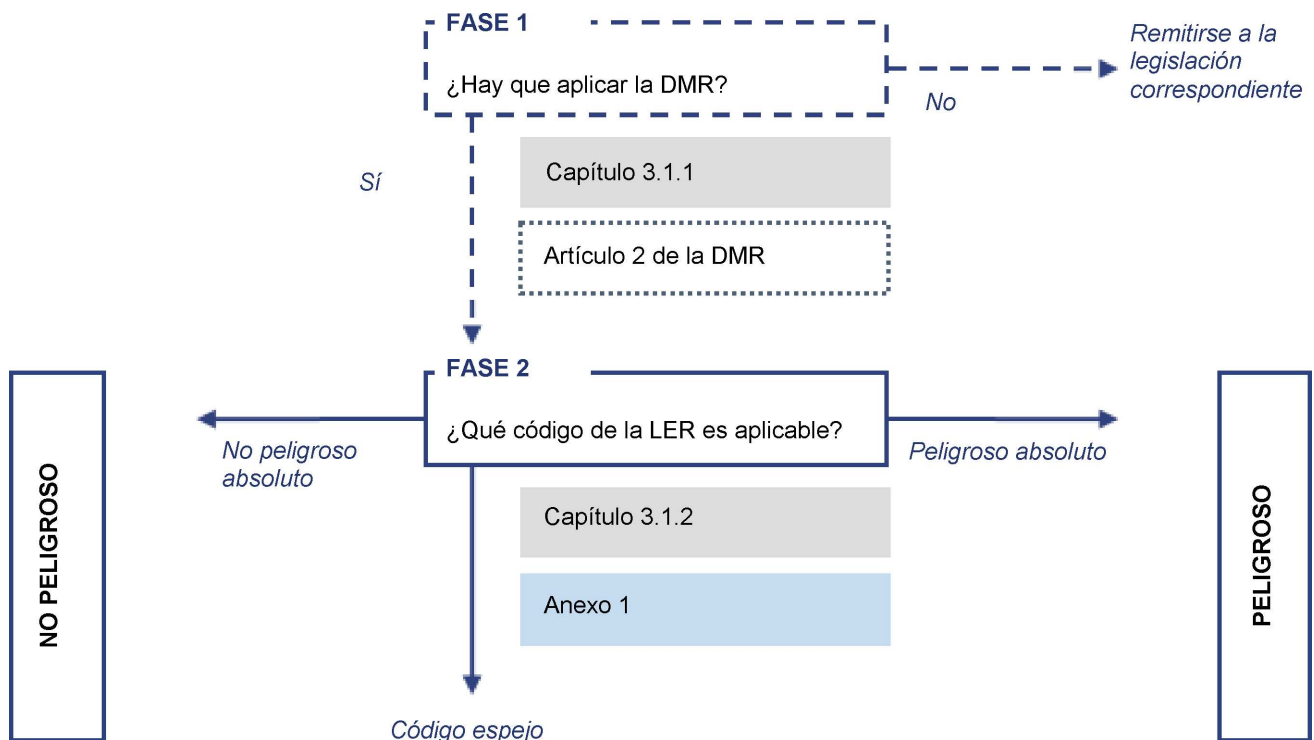 FASE 1
¿Hay que aplicar la DMR?
No
Remitirse a la
legislación
correspondiente
Sí
Capítulo 3.1.1
Artículo 2 de la DMR
FASE 2
¿Qué código de la LER es aplicable?
No peligroso
absoluto
Peligroso absoluto
NO PELIGROSO
Capítulo 3.1.2
Anexo 1
PELIGROSO
Código espejo